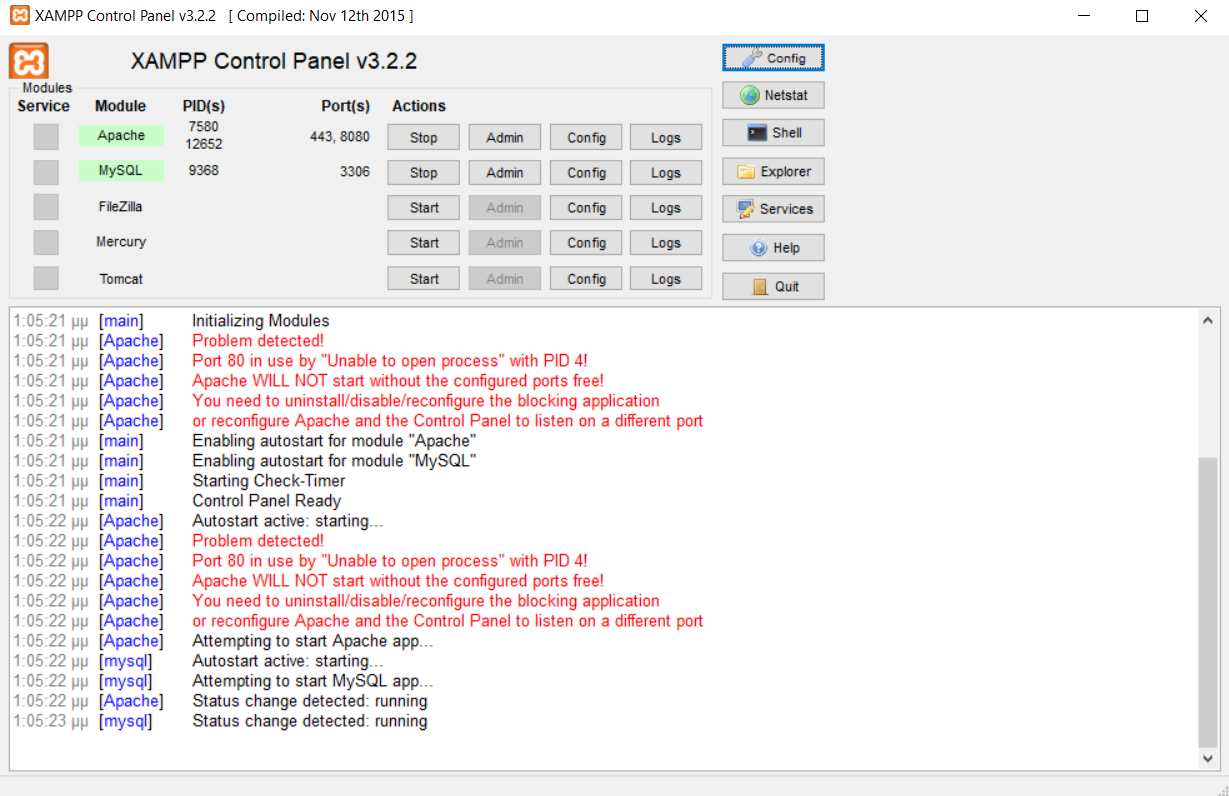 XAMPP Control Panel v3.2.2 [ Compiled: Nov 12th 2015 ]
XAMPP Control Panel v3.2.2
Config
Modules
Service Module PID(s) Port(s) Actions
Netstat
Apache 7580 12652 443, 8080 Stop Admin Config Logs
Shell
MySQL 9368 3306 Stop Admin Config Logs
Explorer
FileZilla Start Admin Config Logs
Services
Mercury Start Admin Config Logs
Help
Tomcat Start Admin Config Logs
Quit
1:05:21 μμ [main] Initializing Modules
1:05:21 μμ [Apache] Problem detected!
1:05:21 μμ [Apache] Port 80 in use by "Unable to open process" with PID 4!
1:05:21 μμ [Apache] Apache WILL NOT start without the configured ports free!
1:05:21 μμ [Apache] You need to uninstall/disable/reconfigure the blocking application
1:05:21 μμ [Apache] or reconfigure Apache and the Control Panel to listen on a different port
1:05:21 μμ [main] Enabling autostart for module "Apache"
1:05:21 μμ [main] Enabling autostart for module "MySQL"
1:05:21 μμ [main] Starting Check-Timer
1:05:21 μμ [main] Control Panel Ready
1:05:22 μμ [Apache] Autostart active: starting...
1:05:22 μμ [Apache] Problem detected!
1:05:22 μμ [Apache] Port 80 in use by "Unable to open process" with PID 4!
1:05:22 μμ [Apache] Apache WILL NOT start without the configured ports free!
1:05:22 μμ [Apache] You need to uninstall/disable/reconfigure the blocking application
1:05:22 μμ [Apache] or reconfigure Apache and the Control Panel to listen on a different port
1:05:22 μμ [Apache] Attempting to start Apache app...
1:05:22 μμ [mysql] Autostart active: starting...
1:05:22 μμ [mysql] Attempting to start MySQL app...
1:05:22 μμ [Apache] Status change detected: running
1:05:23 μμ [mysql] Status change detected: running